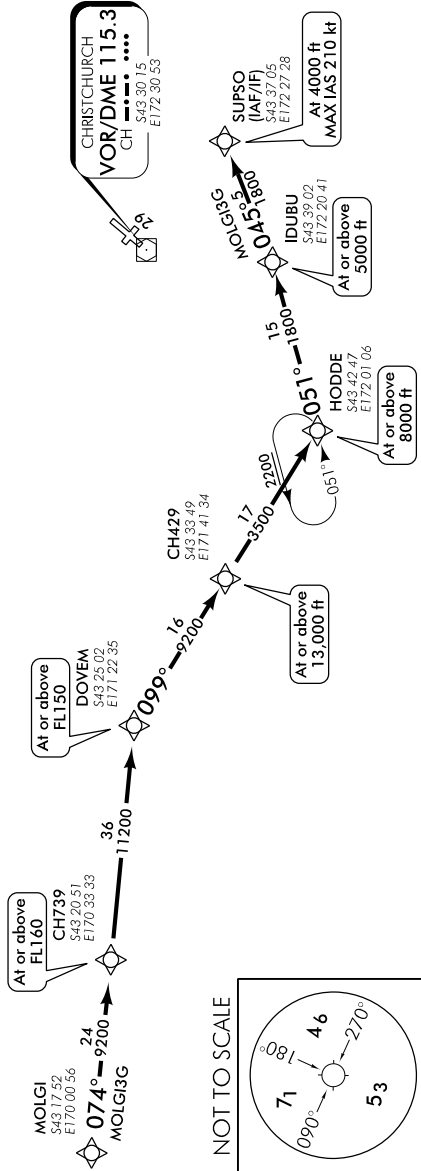 CHRISTCHURCH
VOR/DME 115.3
CH —·—· ····
S43 30 15
E172 30 53
29
MOLGI
S43 17 52
E170 00 56
074°
24
9200
MOLGI3G
At or above
FL160
CH739
S43 20 51
E170 33 33
36
11200
At or above
FL150
DOVEM
S43 25 02
E171 22 35
099°
16
9200
CH429
S43 33 49
E171 41 34
At or above
13,000 ft
17
3500
2200
051°
HODDE
S43 42 47
E172 01 06
At or above
8000 ft
051°
15
1800
IDUBU
S43 39 02
E172 20 41
At or above
5000 ft
MOLGI3G
045°
5
1800
SUPSO
(IAF/IF)
S43 37 05
E172 27 28
At 4000 ft
MAX IAS 210 kt
NOT TO SCALE
090°
180°
270°
71
46
53